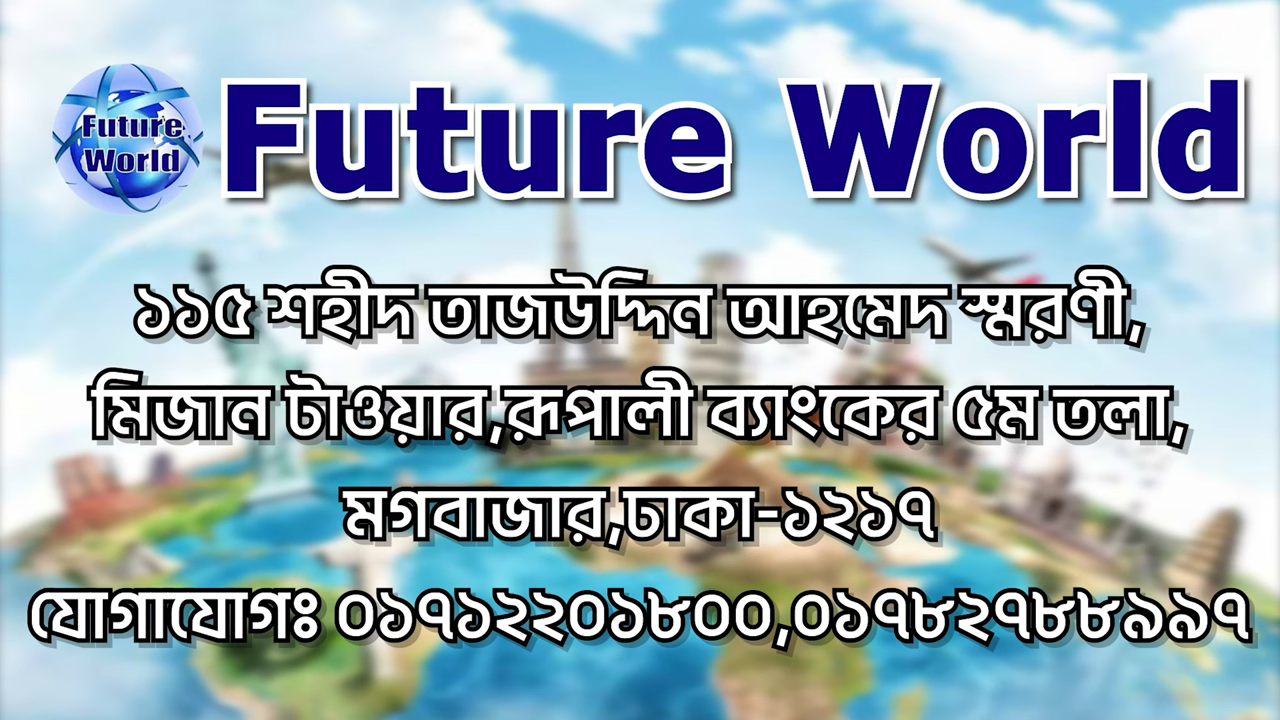 Future World
Future World
১১৫ শহীদ তাজউদ্দিন আহমেদ স্মরণী,
মিজান টাওয়ার,রূপালী ব্যাংকের ৫ম তলা,
মগবাজার,ঢাকা-১২১৭
যোগাযোগঃ ০১৭১২২০১৮০০,০১৭৮২৭৮৮৯৯৭